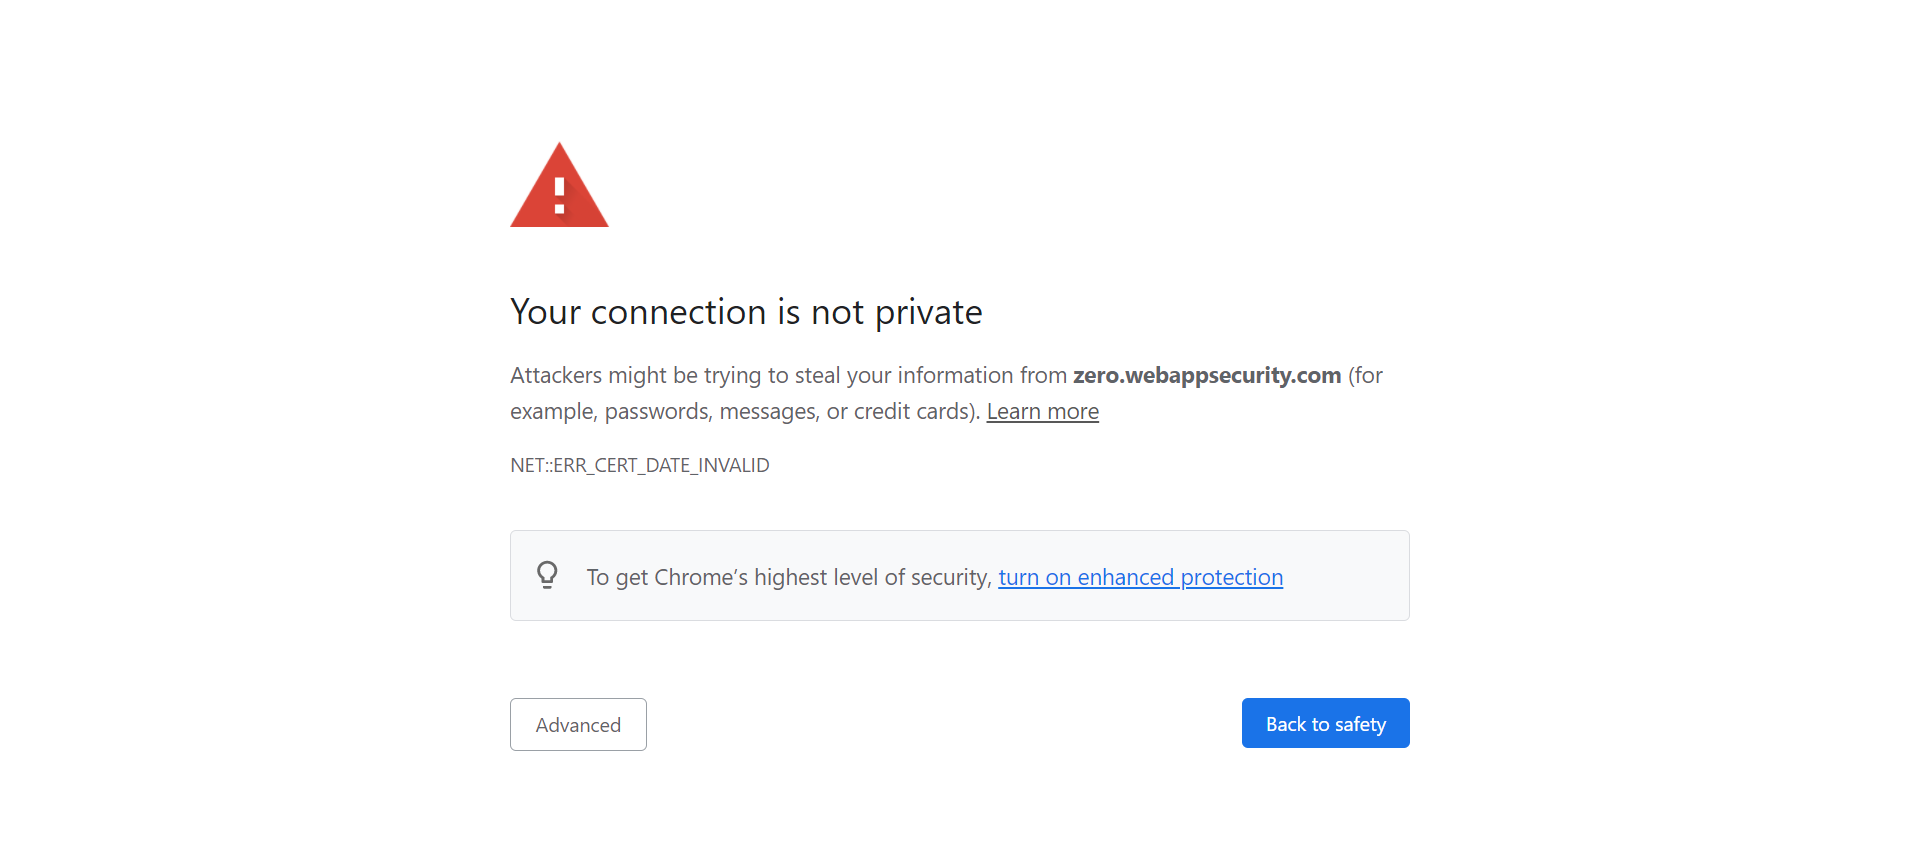 Your connection is not private
Attackers might be trying to steal your information from zero.webappsecurity.com (for
example, passwords, messages, or credit cards). Learn more
NET::ERR_CERT_DATE_INVALID
To get Chrome’s highest level of security, turn on enhanced protection
Advanced
Back to safety